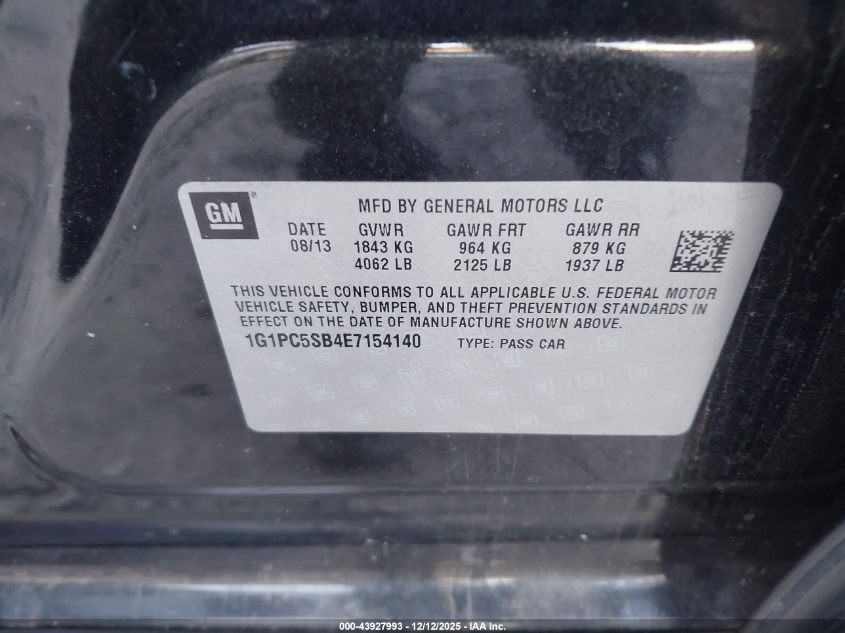 GM ®
MFD BY GENERAL MOTORS LLC
DATE GVWR GAWR FRT GAWR RR
08/13 1843 KG 964 KG 879 KG
4062 LB 2125 LB 1937 LB
THIS VEHICLE CONFORMS TO ALL APPLICABLE U.S. FEDERAL MOTOR
VEHICLE SAFETY, BUMPER, AND THEFT PREVENTION STANDARDS IN
EFFECT ON THE DATE OF MANUFACTURE SHOWN ABOVE.
1G1PC5SB4E7154140 TYPE: PASS CAR
000-43927993 - 12/12/2025 - IAA Inc.